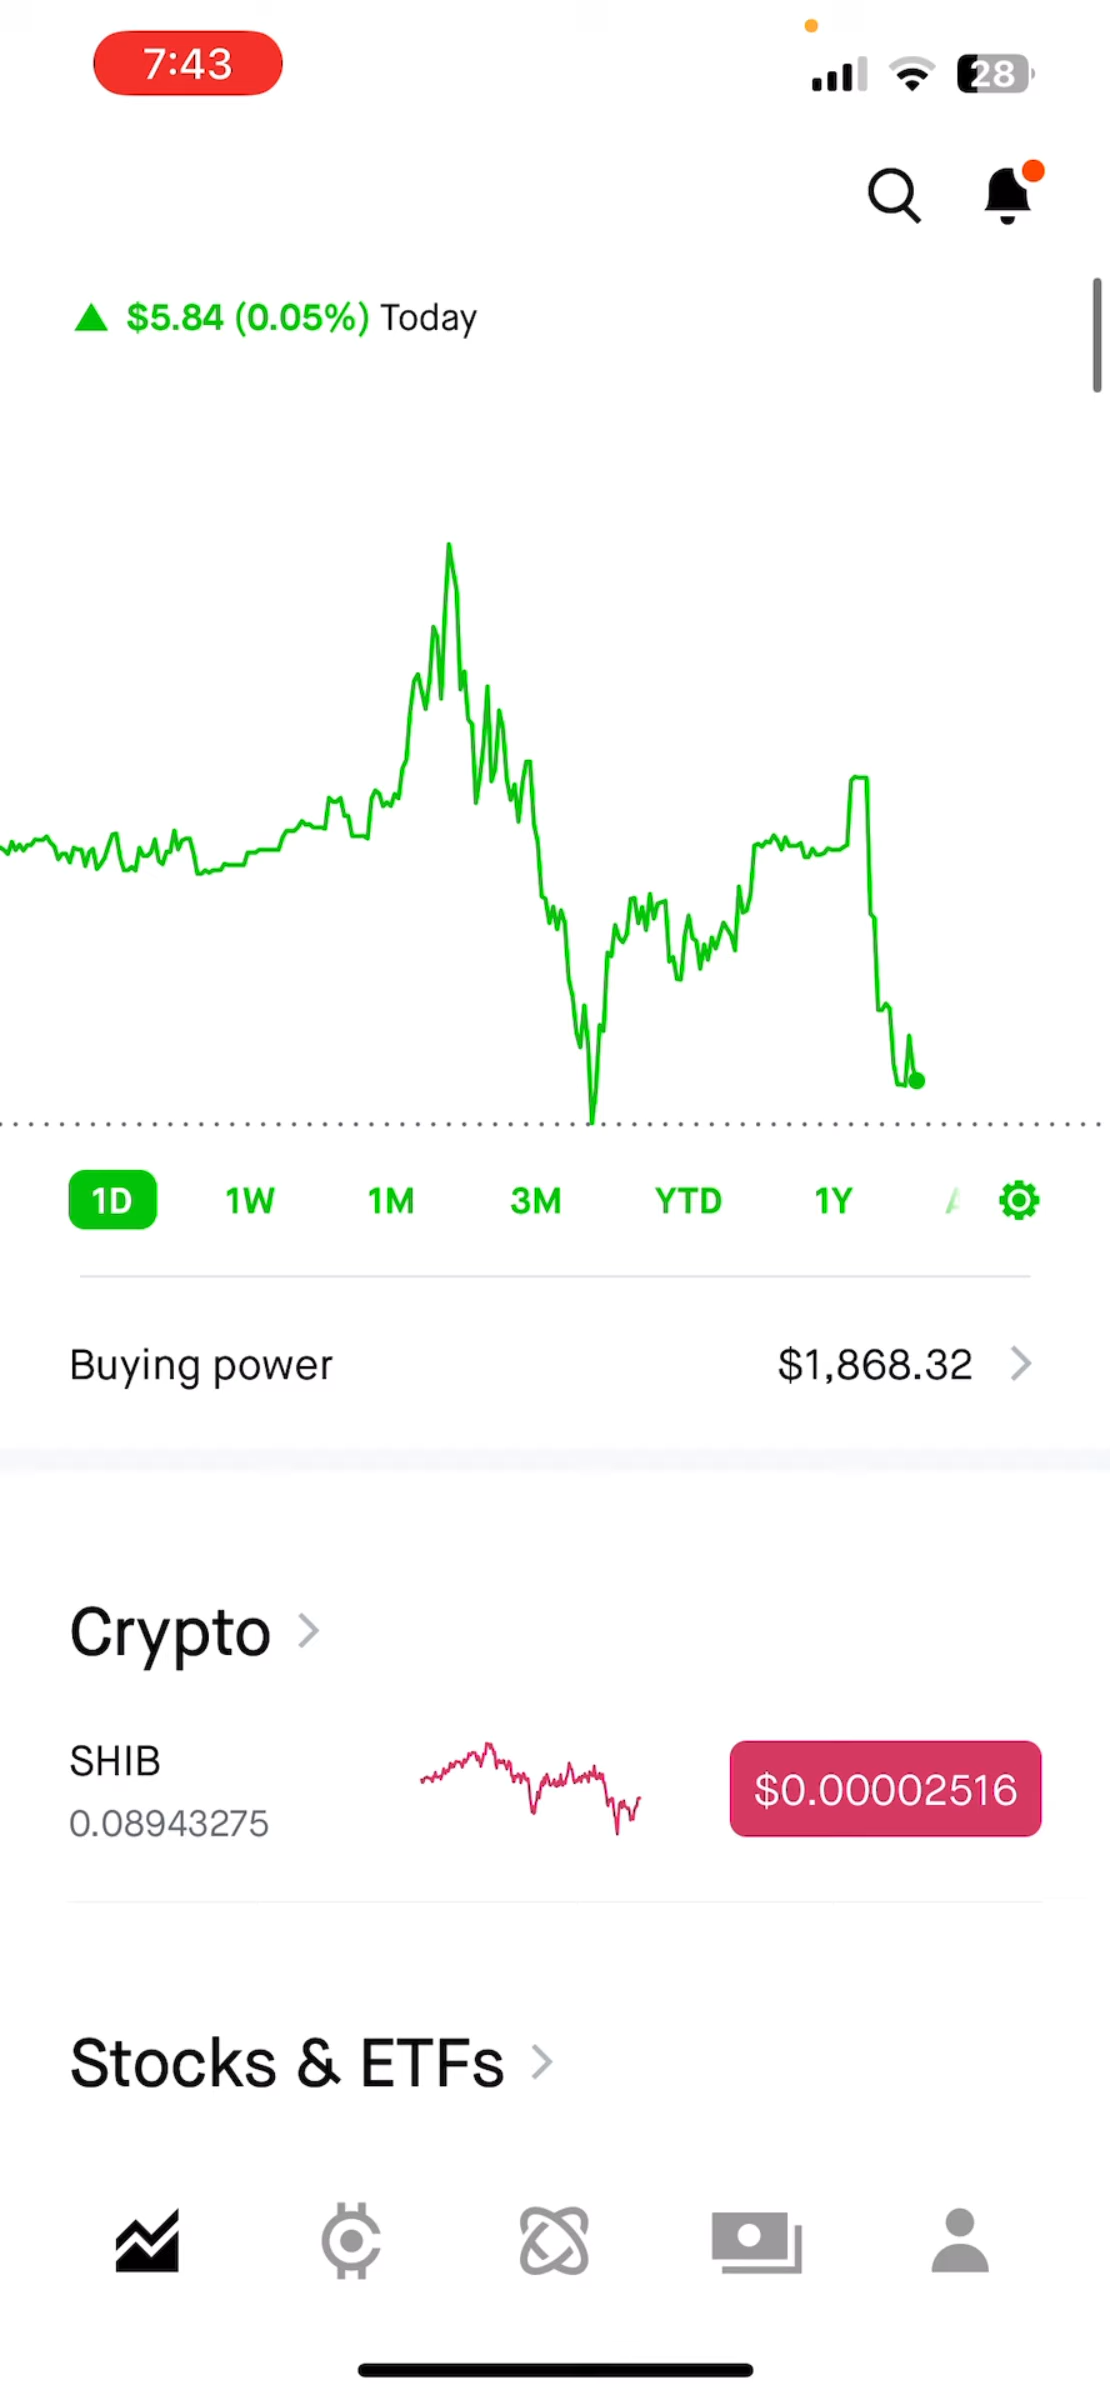 7:43
28
$5.84 (0.05%) Today
1D 1W 1M 3M YTD 1Y
Buying power $1,868.32
Crypto
SHIB
0.08943275
$0.00002516
Stocks & ETFs